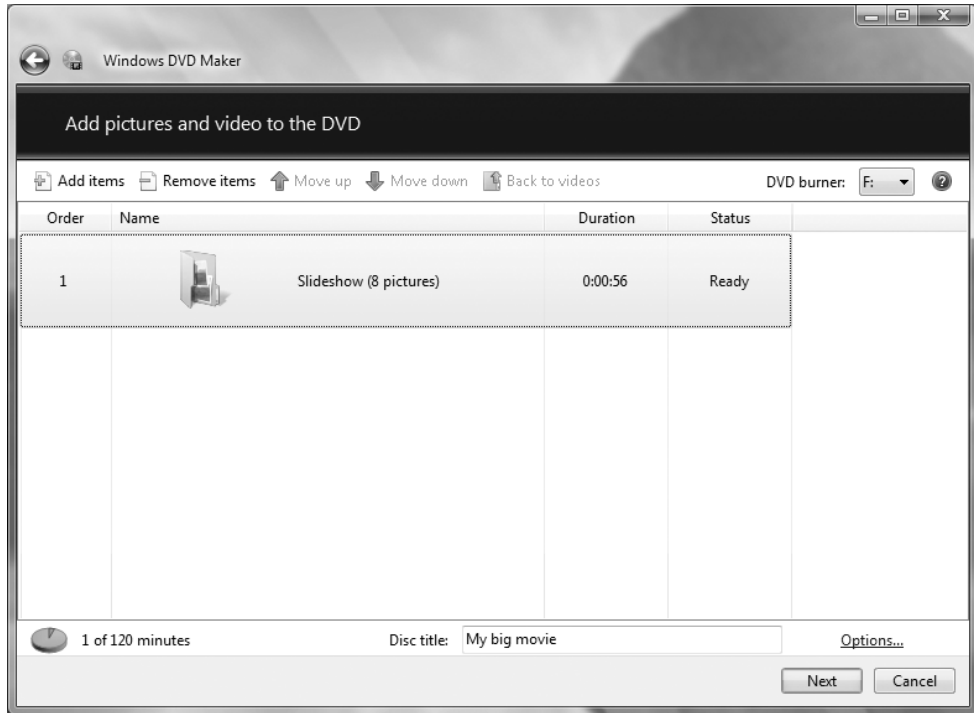 Windows DVD Maker
Add pictures and video to the DVD
Add items Remove items Move up Move down Back to videos DVD burner: F: ?
Order Name Duration Status
1 Slideshow (8 pictures) 0:00:56 Ready
1 of 120 minutes Disc title: My big movie Options...
Next Cancel